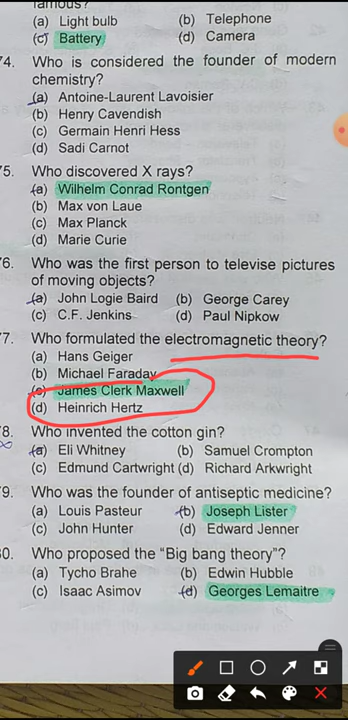 famous?
(a) Light bulb (b) Telephone
(c) Battery (d) Camera
74. Who is considered the founder of modern
chemistry?
(a) Antoine-Laurent Lavoisier
(b) Henry Cavendish
(c) Germain Henri Hess
(d) Sadi Carnot
75. Who discovered X rays?
(a) Wilhelm Conrad Rontgen
(b) Max von Laue
(c) Max Planck
(d) Marie Curie
76. Who was the first person to televise pictures
of moving objects?
(a) John Logie Baird (b) George Carey
(c) C.F. Jenkins (d) Paul Nipkow
77. Who formulated the electromagnetic theory?
(a) Hans Geiger
(b) Michael Faraday
(c) James Clerk Maxwell
(d) Heinrich Hertz
78. Who invented the cotton gin?
(a) Eli Whitney (b) Samuel Crompton
(c) Edmund Cartwright (d) Richard Arkwright
79. Who was the founder of antiseptic medicine?
(a) Louis Pasteur (b) Joseph Lister
(c) John Hunter (d) Edward Jenner
80. Who proposed the “Big bang theory”?
(a) Tycho Brahe (b) Edwin Hubble
(c) Isaac Asimov (d) Georges Lemaitre